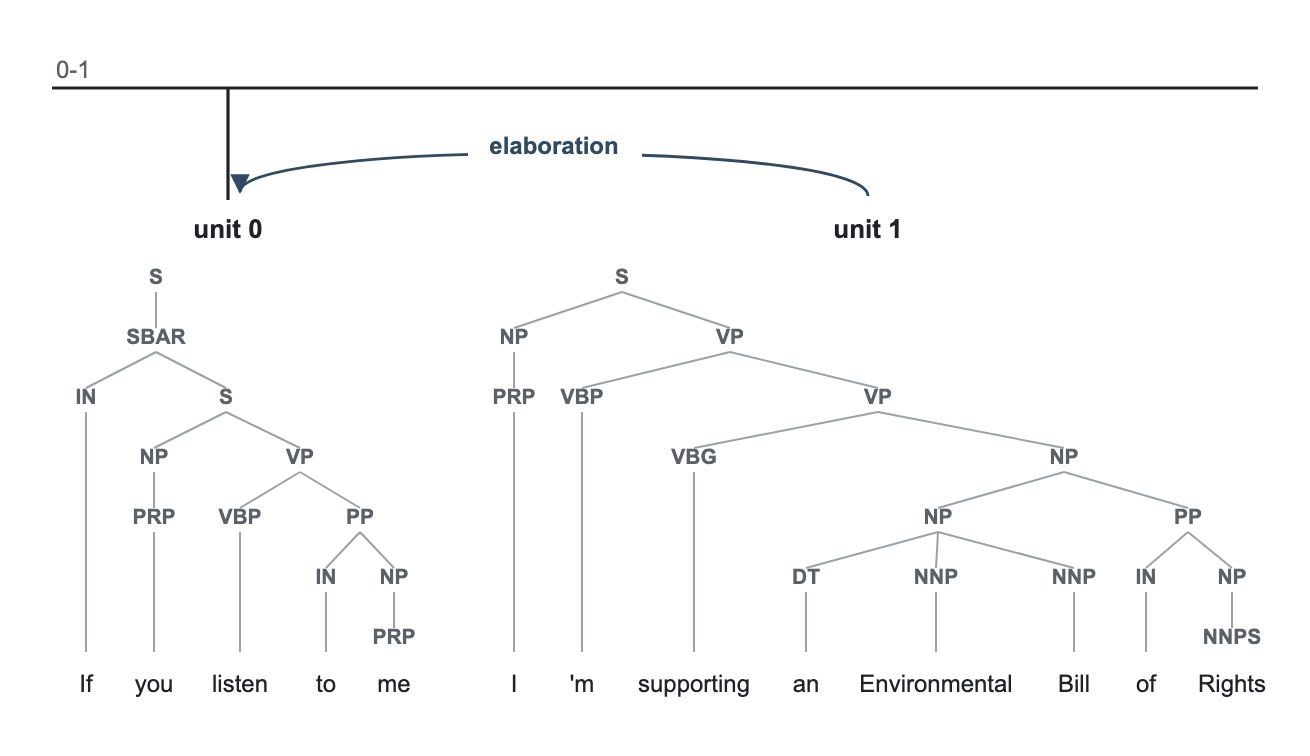 0-1
elaboration
unit 0 unit 1
S S
SBAR NP VP
IN S PRP VBP VP
NP VP VBG NP
PRP VBP PP NP PP
IN NP DT NNP NNP IN NP
PRP NNPS
If you listen to me I 'm supporting an Environmental Bill of Rights